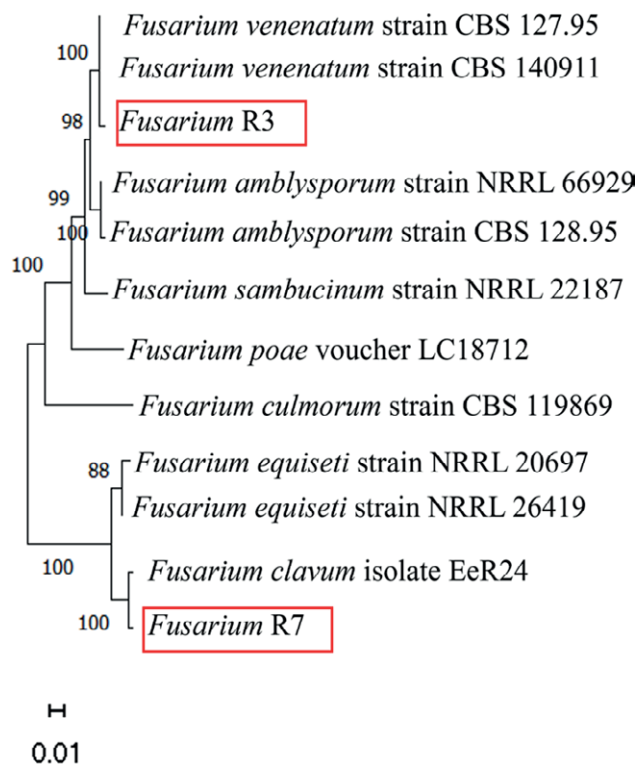 Fusarium venenatum strain CBS 127.95
100
Fusarium venenatum strain CBS 140911
Fusarium R3
98
Fusarium amblysporum strain NRRL 66929
99
100
Fusarium amblysporum strain CBS 128.95
100
Fusarium sambucinum strain NRRL 22187
Fusarium poae voucher LC18712
Fusarium culmorum strain CBS 119869
88
Fusarium equiseti strain NRRL 20697
Fusarium equiseti strain NRRL 26419
100
Fusarium clavum isolate EeR24
100
Fusarium R7
0.01